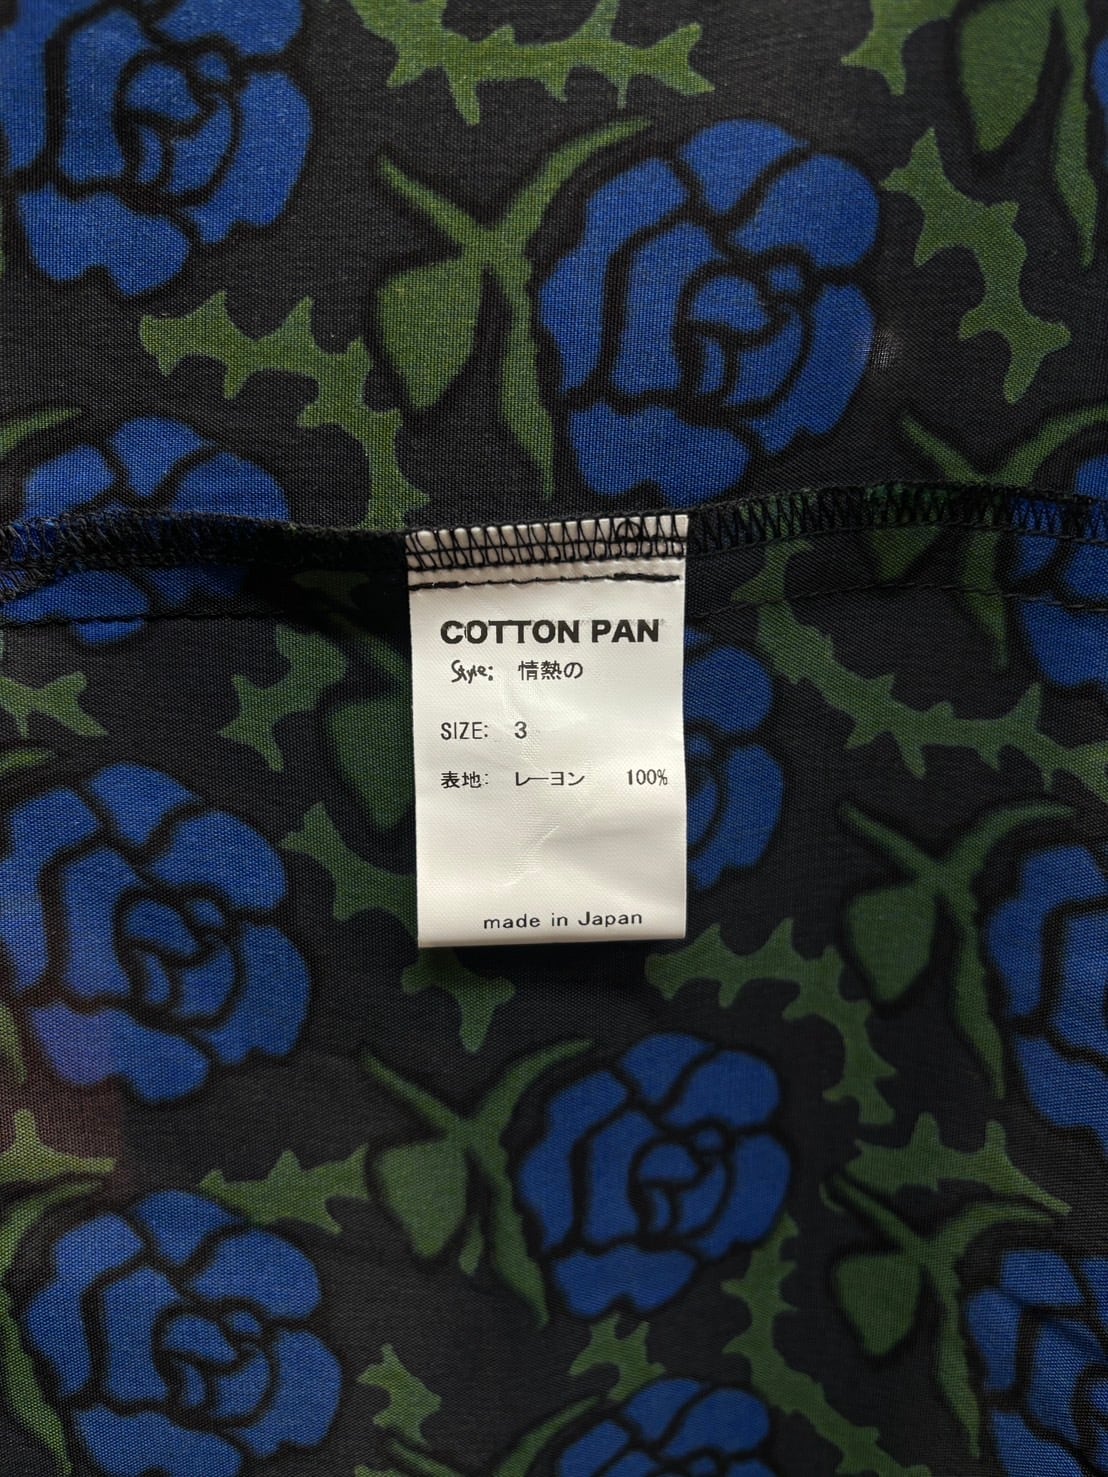 COTTON PAN
Style: 情熱の
SIZE: 3
表地: レーヨン 100%
made in Japan